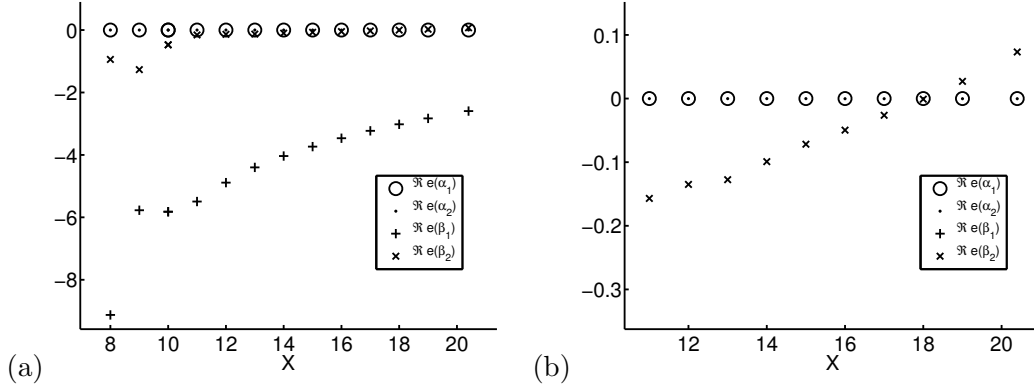 0
−2
−4
−6
−8
8 10 12 14 16 18 20
X
ℜ e(α1)
ℜ e(α2)
ℜ e(β1)
ℜ e(β2)
(a)
0.1
0
−0.1
−0.2
−0.3
12 14 16 18 20
X
ℜ e(α1)
ℜ e(α2)
ℜ e(β1)
ℜ e(β2)
(b)